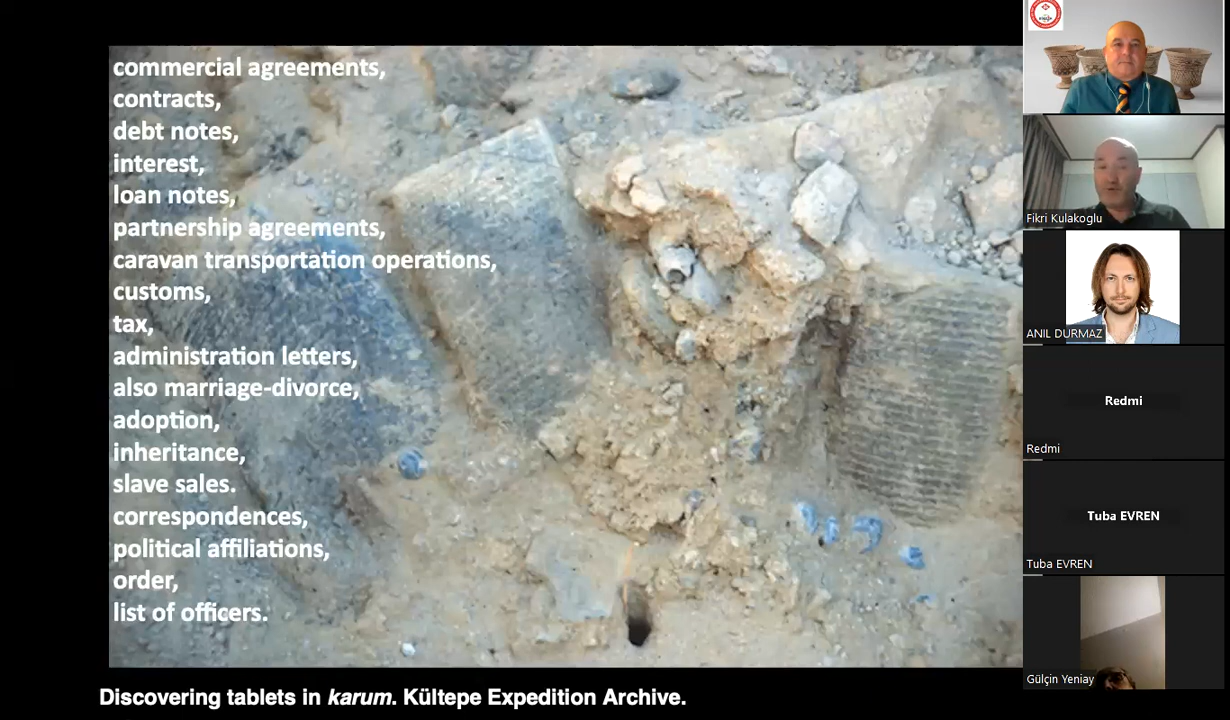 commercial agreements,
contracts,
debt notes,
interest,
loan notes,
partnership agreements,
caravan transportation operations,
customs,
tax,
administration letters,
also marriage-divorce,
adoption,
inheritance,
slave sales.
correspondences,
political affiliations,
order,
list of officers.
Discovering tablets in karum. Kültepe Expedition Archive.
Fikri Kulakoglu
ANIL DURMAZ
Redmi
Redmi
Tuba EVREN
Tuba EVREN
Gülçin Yeniay